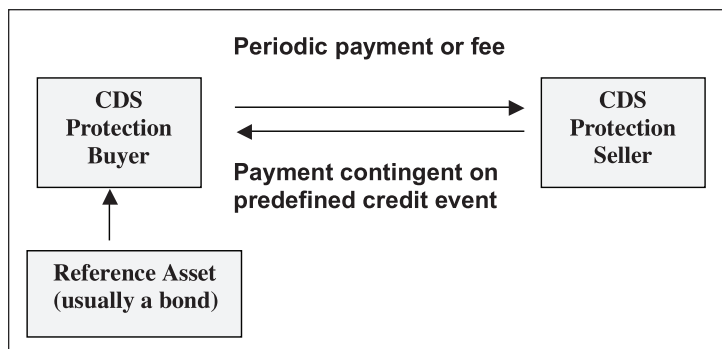 Periodic payment or fee
CDS
Protection
Buyer
CDS
Protection
Seller
Payment contingent on
predefined credit event
Reference Asset
(usually a bond)